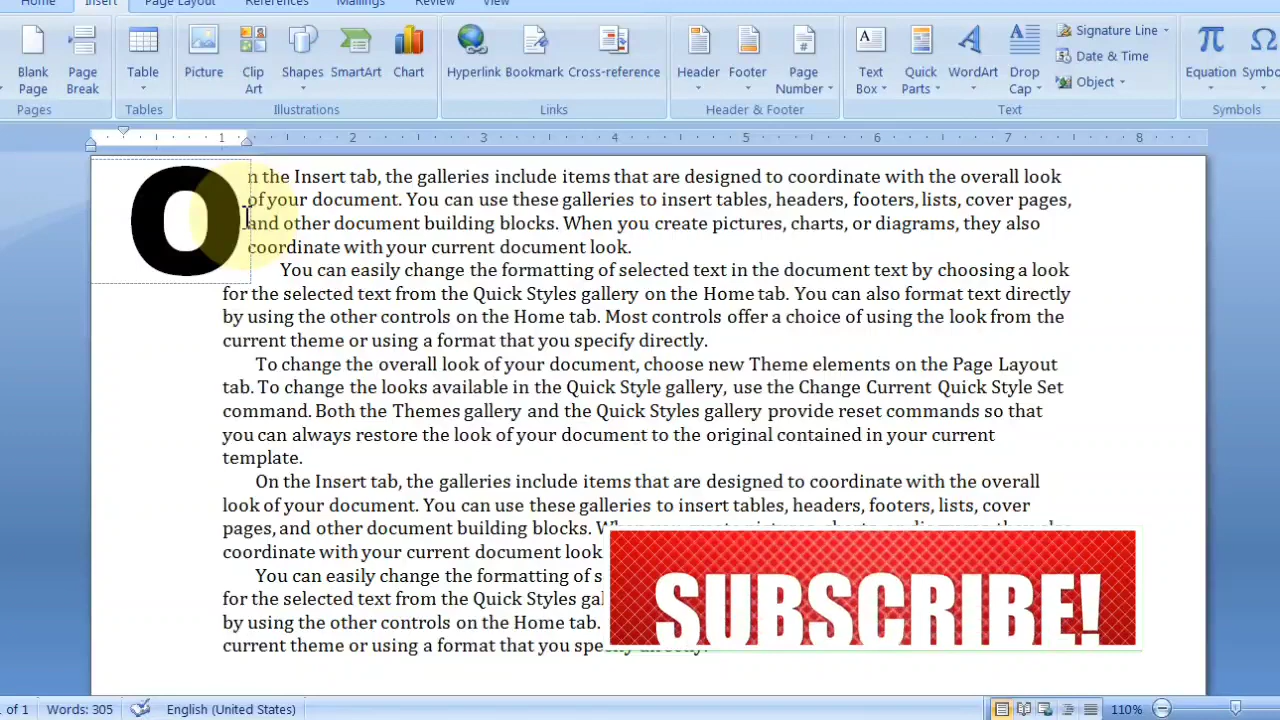 Home Insert Page Layout References Mailings Review View
Blank Page Page Break Table Picture Clip Art Shapes SmartArt Chart Hyperlink Bookmark Cross-reference Header Footer Page Number Text Box Quick Parts WordArt Drop Cap Signature Line Date & Time Object Equation
Pages Tables Illustrations Links Header & Footer Text Symbols
1 2 3 4 5 6 7 8
On the Insert tab, the galleries include items that are designed to coordinate with the overall look
of your document. You can use these galleries to insert tables, headers, footers, lists, cover pages,
and other document building blocks. When you create pictures, charts, or diagrams, they also
coordinate with your current document look.
You can easily change the formatting of selected text in the document text by choosing a look
for the selected text from the Quick Styles gallery on the Home tab. You can also format text directly
by using the other controls on the Home tab. Most controls offer a choice of using the look from the
current theme or using a format that you specify directly.
To change the overall look of your document, choose new Theme elements on the Page Layout
tab. To change the looks available in the Quick Style gallery, use the Change Current Quick Style Set
command. Both the Themes gallery and the Quick Styles gallery provide reset commands so that
you can always restore the look of your document to the original contained in your current
template.
On the Insert tab, the galleries include items that are designed to coordinate with the overall
look of your document. You can use these galleries to insert tables, headers, footers, lists, cover
pages, and other document building blocks.
coordinate with your current document look
You can easily change the formatting of
for the selected text from the Quick Styles
by using the other controls on the Home tab.
current theme or using a format that you
SUBSCRIBE!
of 1 Words: 305 English (United States) 110%